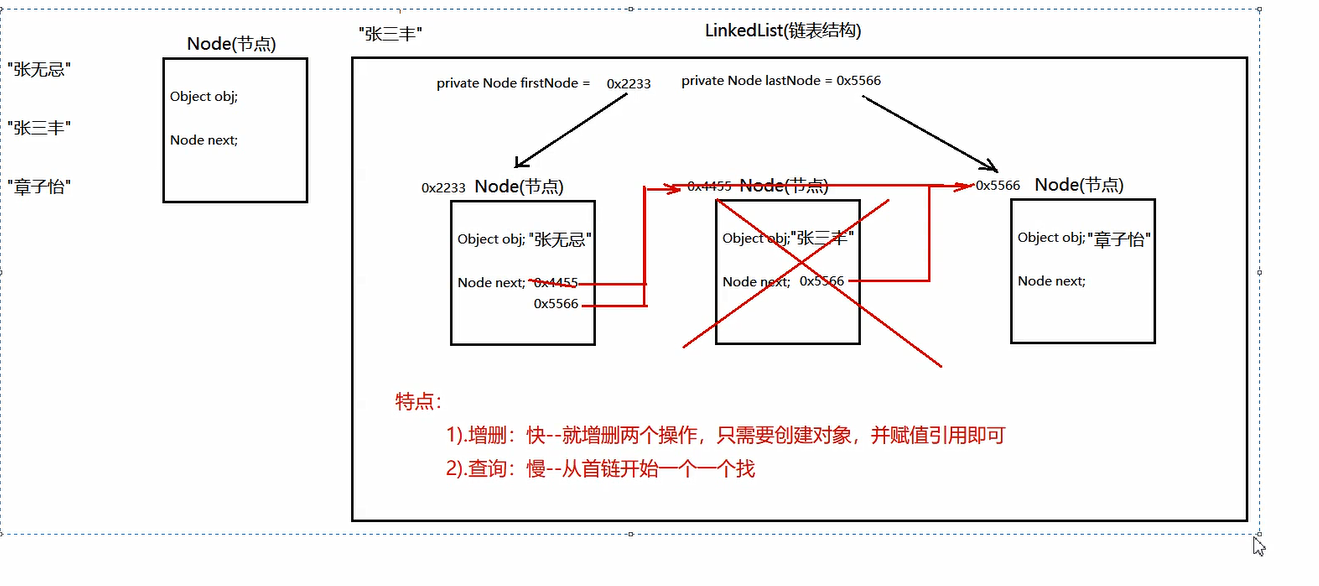 "张三丰"
LinkedList(链表结构)
Node(节点)
"张无忌"
Object obj;
"张三丰"
Node next;
"章子怡"
private Node firstNode = 0x2233
private Node lastNode = 0x5566
0x2233 Node(节点)
Object obj; "张无忌"
Node next; 0x4455
0x5566
0x4455 Node(节点)
Object obj; "张三丰"
Node next; 0x5566
0x5566 Node(节点)
Object obj; "章子怡"
Node next;
特点:
1).增删：快--就增删两个操作，只需要创建对象，并赋值引用即可
2).查询：慢--从首链开始一个一个找